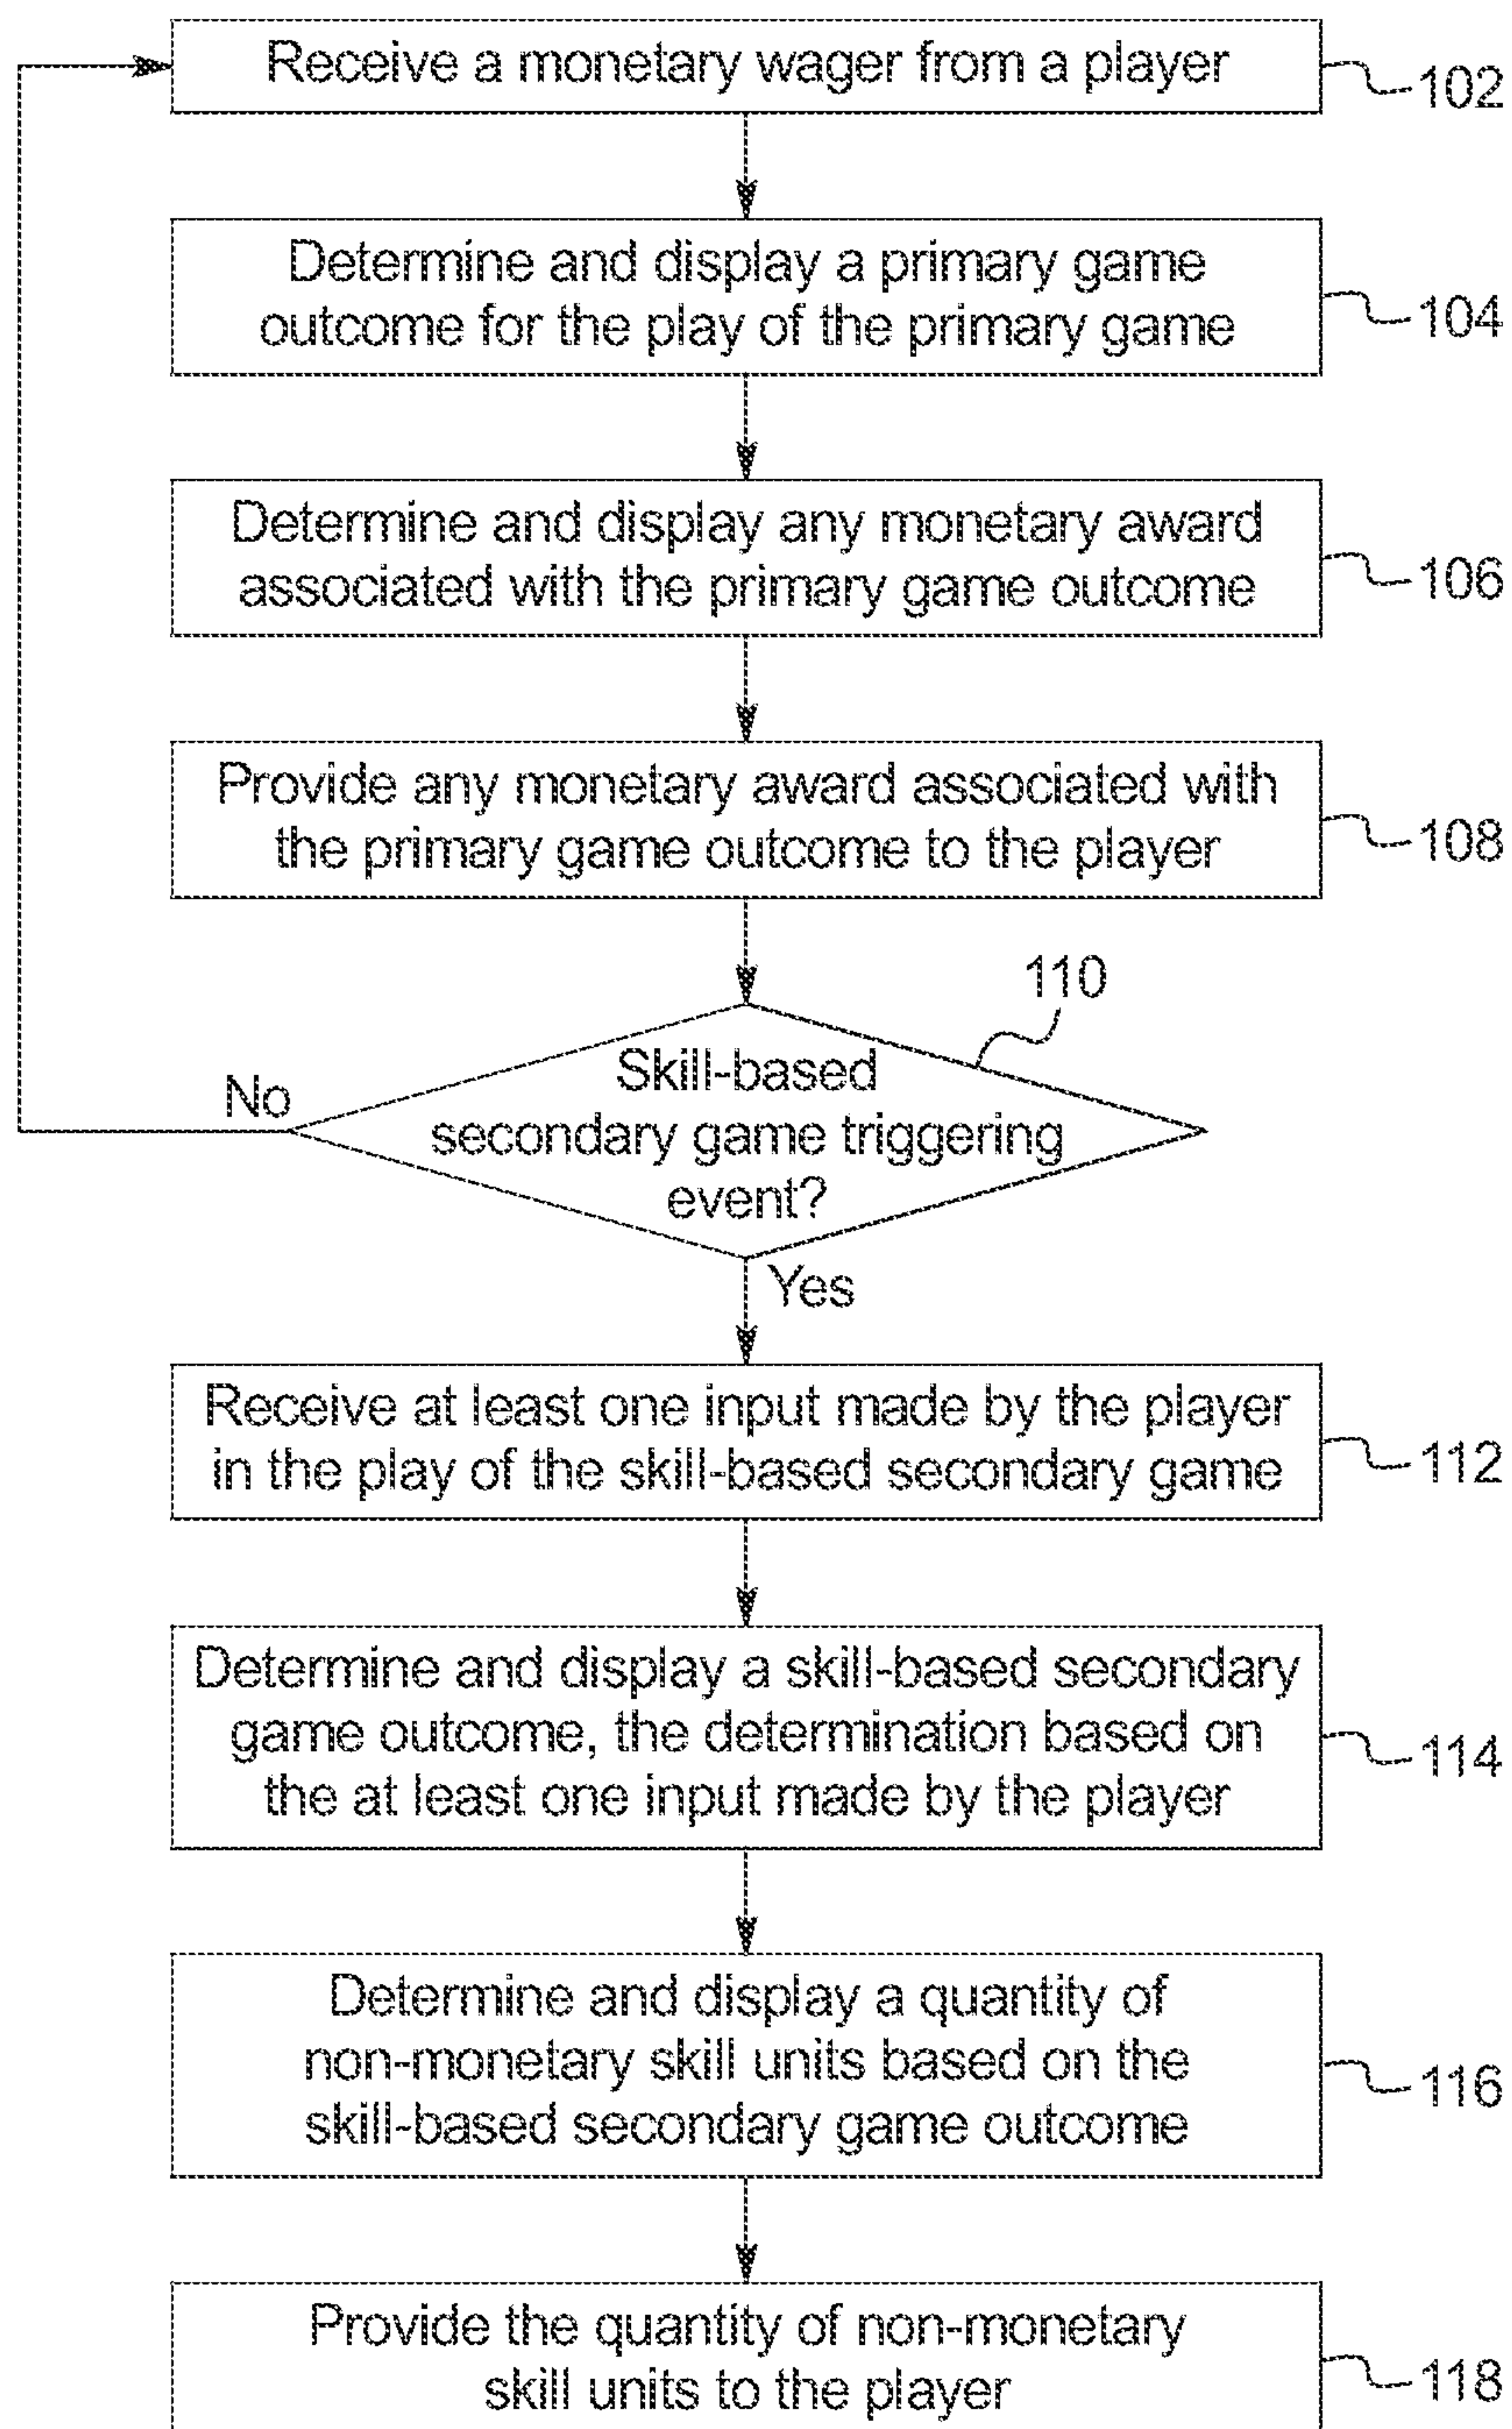 Receive a monetary wager from a player
102
Determine and display a primary game
outcome for the play of the primary game
104
Determine and display any monetary award
associated with the primary game outcome
106
Provide any monetary award associated with
the primary game outcome to the player
108
110
Skill-based
secondary game triggering
event?
No
Yes
Receive at least one input made by the player
in the play of the skill-based secondary game
112
Determine and display a skill-based secondary
game outcome, the determination based on
the at least one input made by the player
114
Determine and display a quantity of
non-monetary skill units based on the
skill-based secondary game outcome
116
Provide the quantity of non-monetary
skill units to the player
118